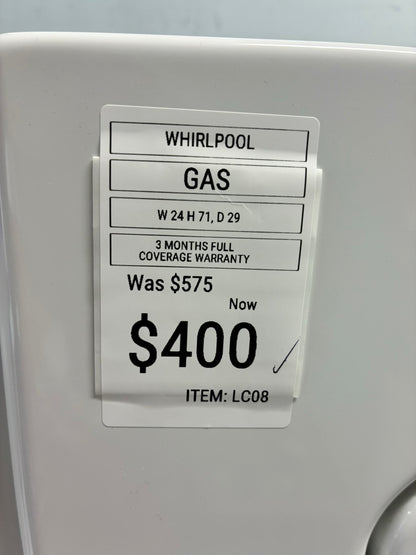 WHIRLPOOL
GAS
W 24 H 71, D 29
3 MONTHS FULL
COVERAGE WARRANTY
Was $575
Now
$400
ITEM: LC08